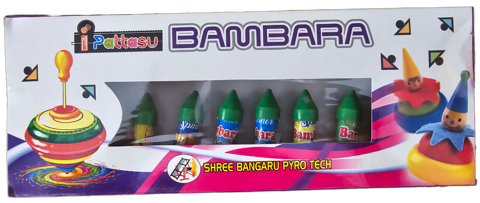 i Pattasu
BAMBARA
SHREE BANGARU PYRO TECH